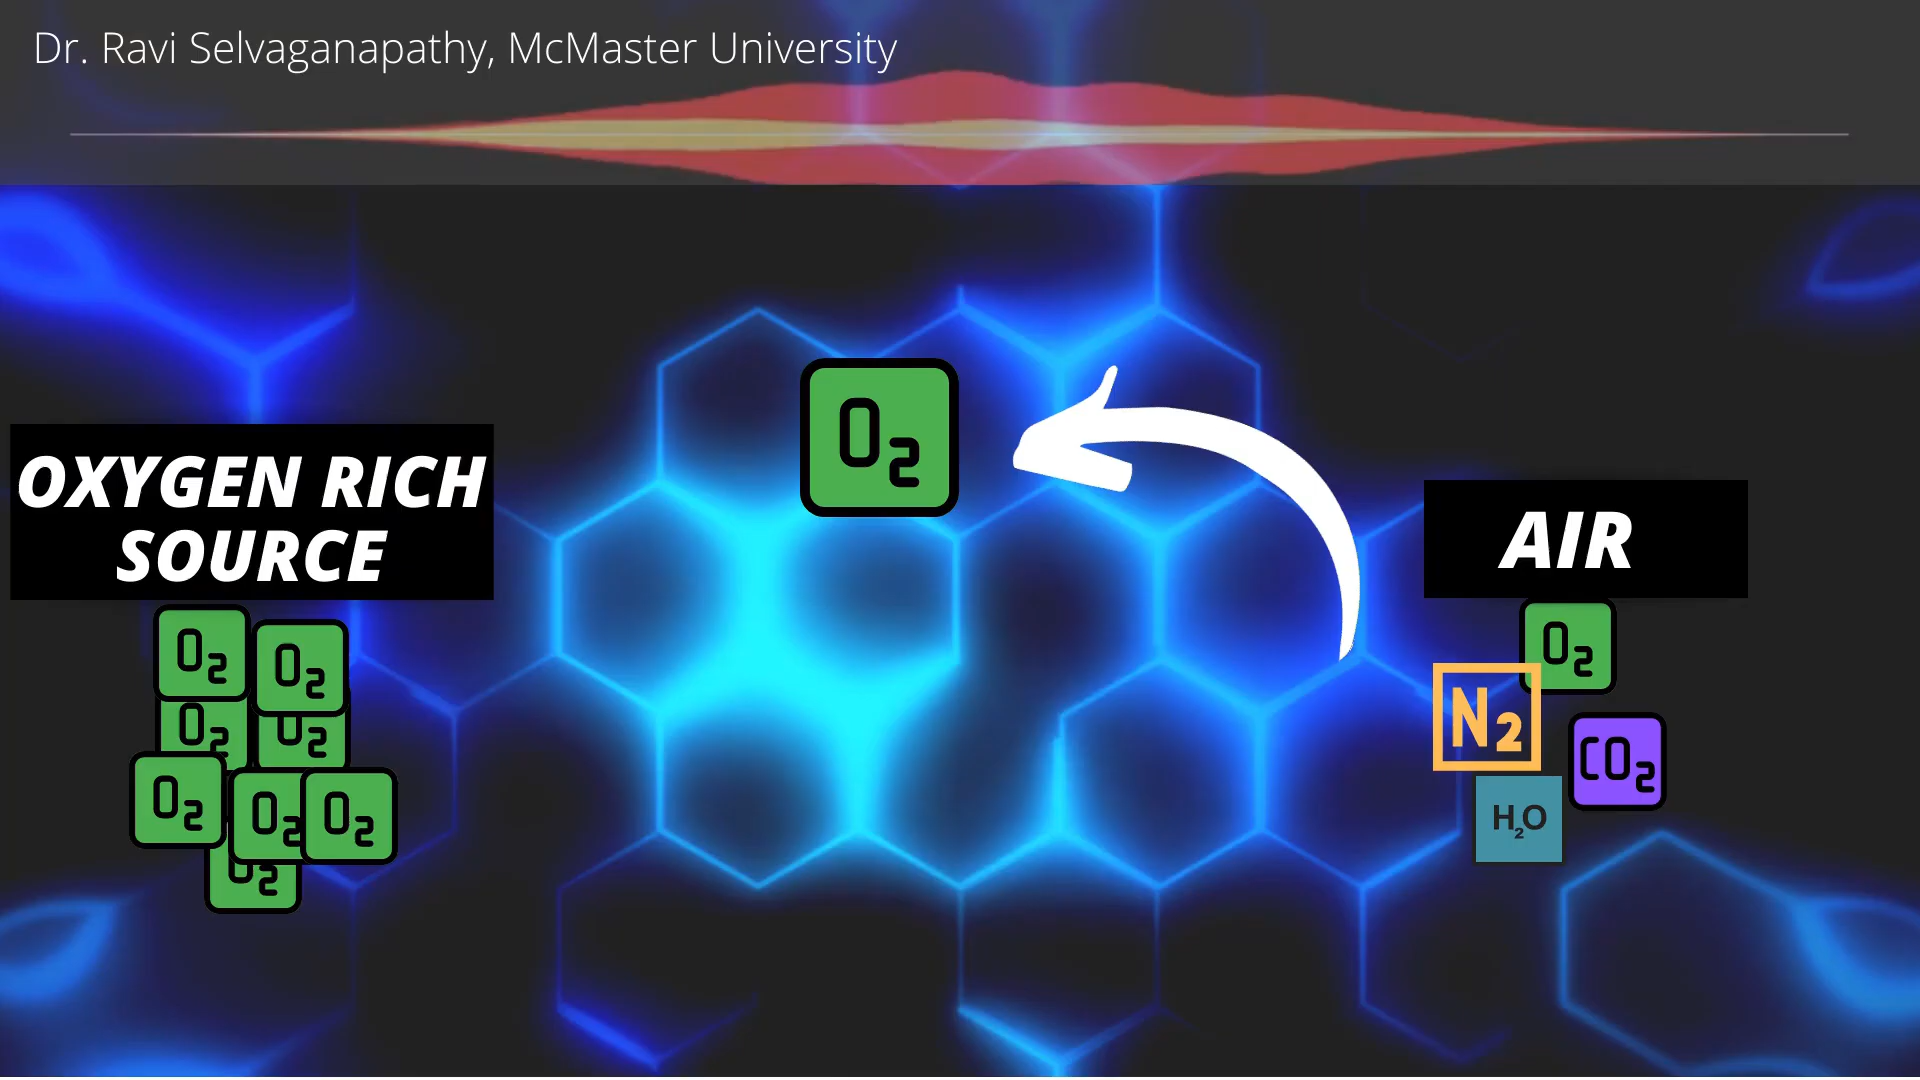 Dr. Ravi Selvaganapathy, McMaster University
O2
OXYGEN RICH
SOURCE
AIR
O2
O2
O2
O2
O2
O2
O2
O2
O2
N2
CO2
H2O